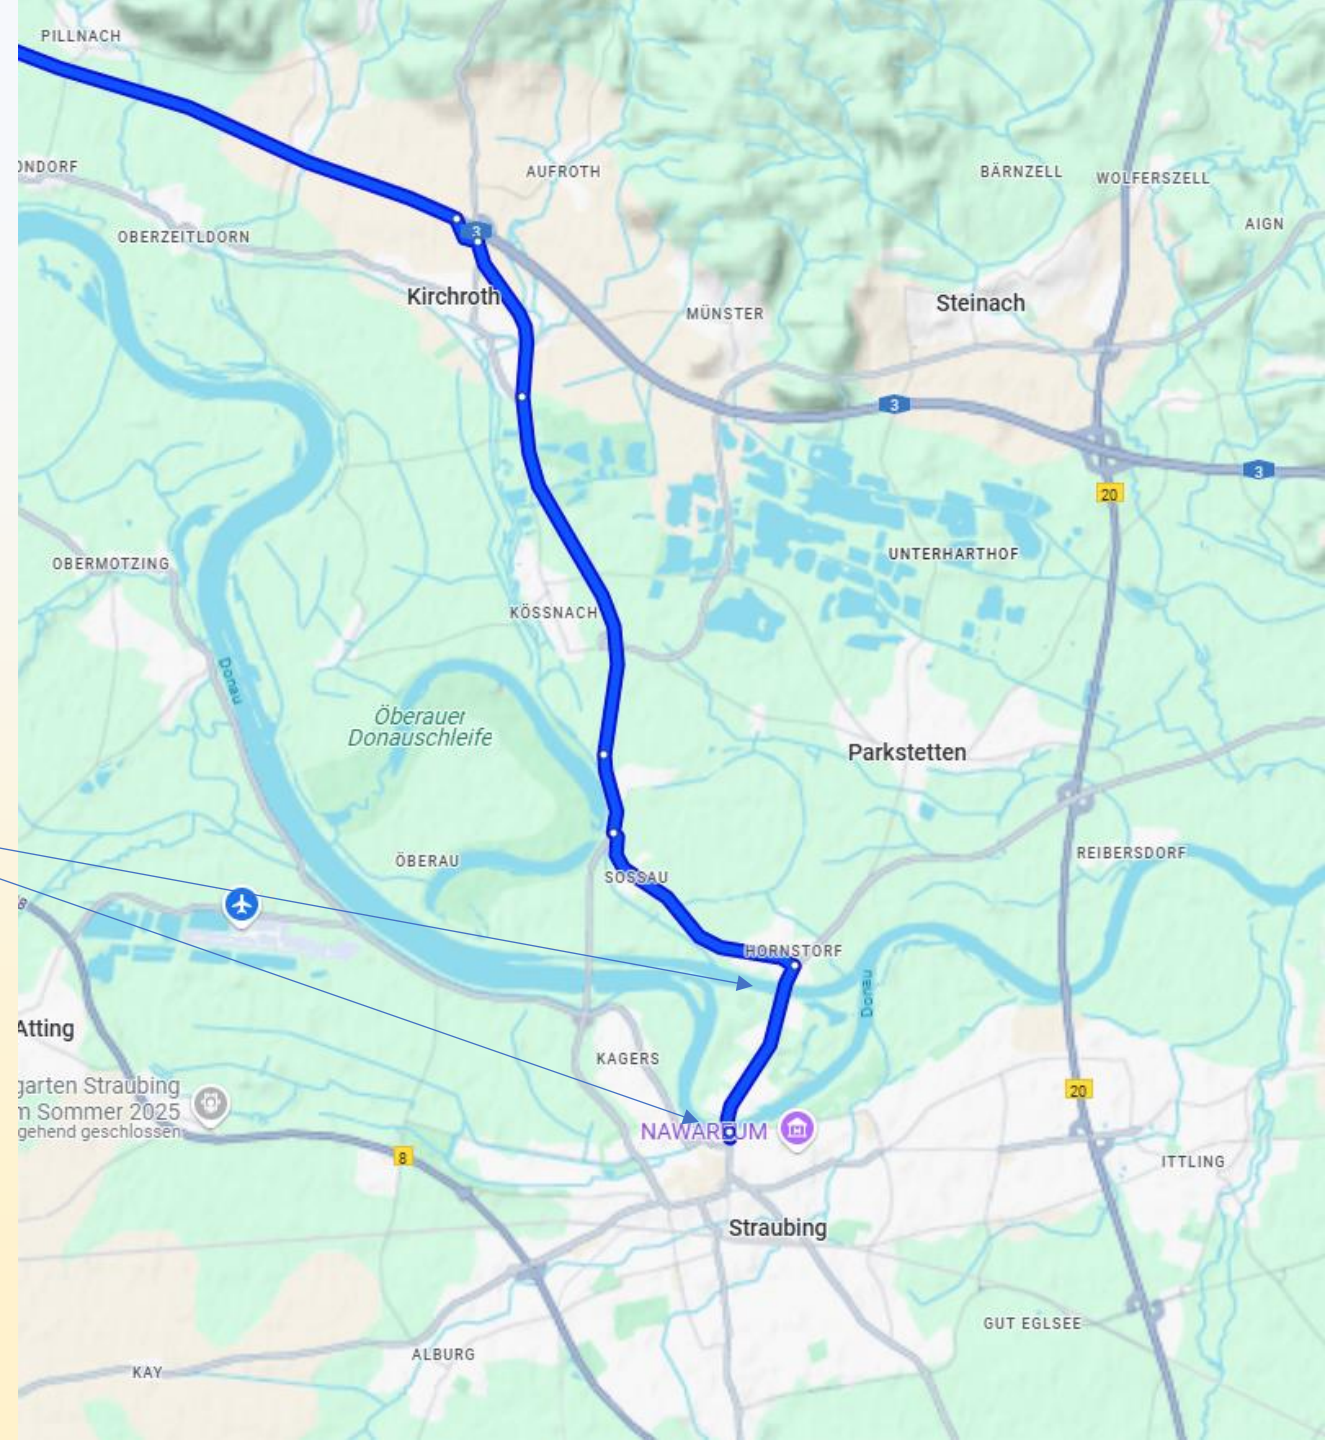 PILLNACH
ONDORF
AUFROTH
BÄRNZELL
WOLFERSZELL
AIGN
OBERZEITLDORN
3
Kirchroth
MÜNSTER
Steinach
3
3
20
OBERMOTZING
UNTERHARTHOF
KÖSSNACH
Donau
Öberauer
Donauschleife
Parkstetten
ÖBERAU
SOSSAU
REIBERSDORF
8
HORNSTORF
Donau
Atting
KAGERS
garten Straubing
m Sommer 2025
gehend geschlossen
20
NAWAREUM
8
ITTLING
Straubing
GUT EGLSEE
ALBURG
KAY